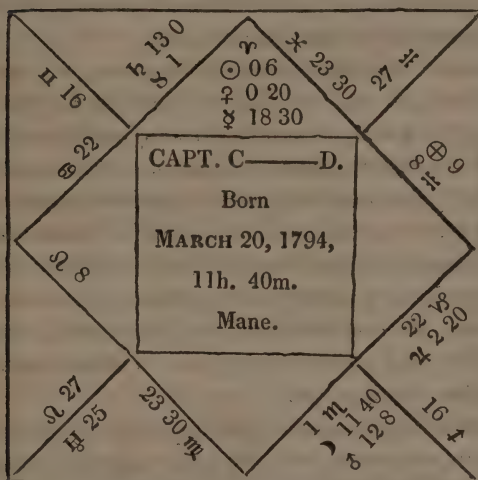 ♊ 16
♄ 13 0
♉ 1
♈
☉ 0 6
♀ 0 20
☿ 18 30
♓ 23 30
27 ♒
♋ 22
⊕ 9
8 ♒
CAPT. C——D.
Born
MARCH 20, 1794,
11h. 40m.
Mane.
♌ 8
22 ♑
♃ 2 20
♌ 27
♅ 25
23 30 ♍
1 ♏
☽ 11 40
♂ 12 8
16 ♐